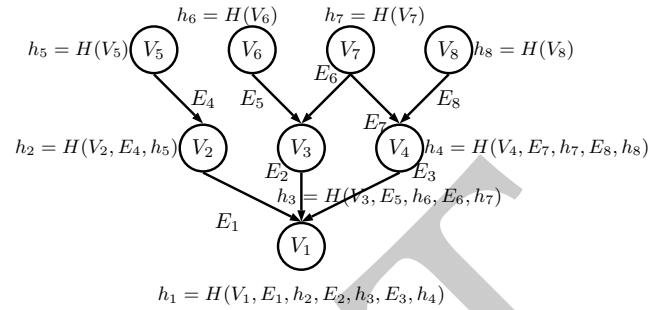 h₆ = H(V₆)
h₇ = H(V₇)
h₅ = H(V₅) V₅ V₆ V₇ V₈ h₈ = H(V₈)
E₄ E₅ E₆ E₈
E₇
h₂ = H(V₂, E₄, h₅) V₂ V₃ V₄ h₄ = H(V₄, E₇, h₇, E₈, h₈)
E₂ E₃
h₃ = H(V₃, E₅, h₆, E₆, h₇)
E₁
V₁
h₁ = H(V₁, E₁, h₂, E₂, h₃, E₃, h₄)